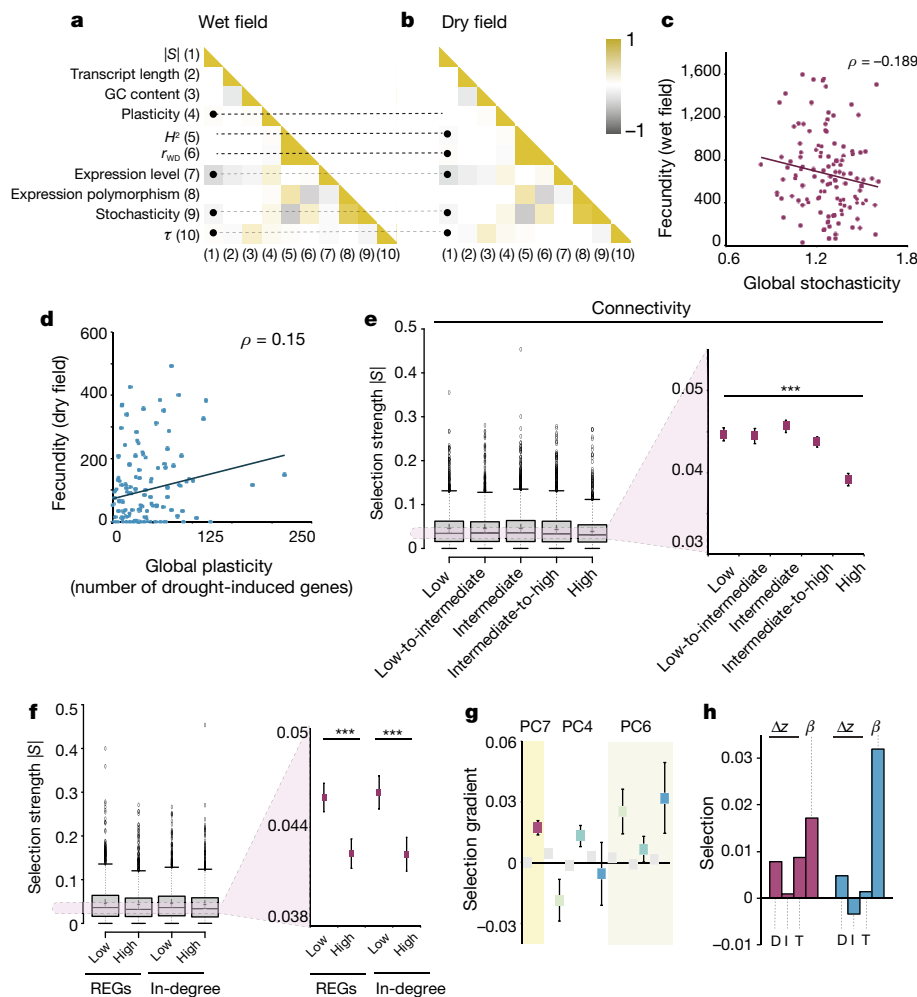 a Wet field
b Dry field
|S| (1)
Transcript length (2)
GC content (3)
Plasticity (4)
H² (5)
r_WD (6)
Expression level (7)
Expression polymorphism (8)
Stochasticity (9)
τ (10)
(1) (2) (3) (4) (5) (6) (7) (8) (9) (10)
(1) (2) (3) (4) (5) (6) (7) (8) (9) (10)
1
−1
c
ρ = −0.189
Fecundity (wet field)
1,600
1,200
800
400
0
0.6 1.2 1.8
Global stochasticity
d
ρ = 0.15
Fecundity (dry field)
600
400
200
0
0 125 250
Global plasticity
(number of drought-induced genes)
e
Connectivity
Selection strength |S|
0.5
0.4
0.3
0.2
0.1
0
Low
Low-to-intermediate
Intermediate
Intermediate-to-high
High
***
0.05
0.04
0.03
Low
Low-to-intermediate
Intermediate
Intermediate-to-high
High
f
Selection strength |S|
0.5
0.4
0.3
0.2
0.1
0
Low High Low High
REGs In-degree
*** ***
0.05
0.044
0.038
Low High Low High
REGs In-degree
g
PC7 PC4 PC6
Selection gradient
0.06
0.03
0
−0.03
h
Δz β Δz β
Selection
0.03
0.02
0.01
0
−0.01
D I T D I T